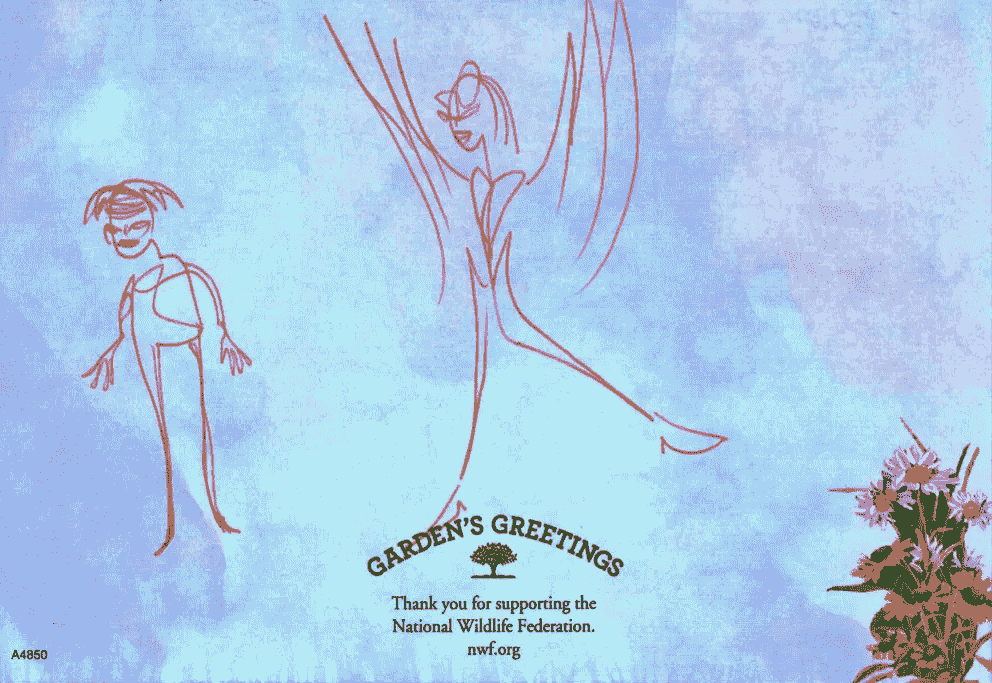 GARDEN'S GREETINGS
Thank you for supporting the
National Wildlife Federation.
nwf.org
A4850